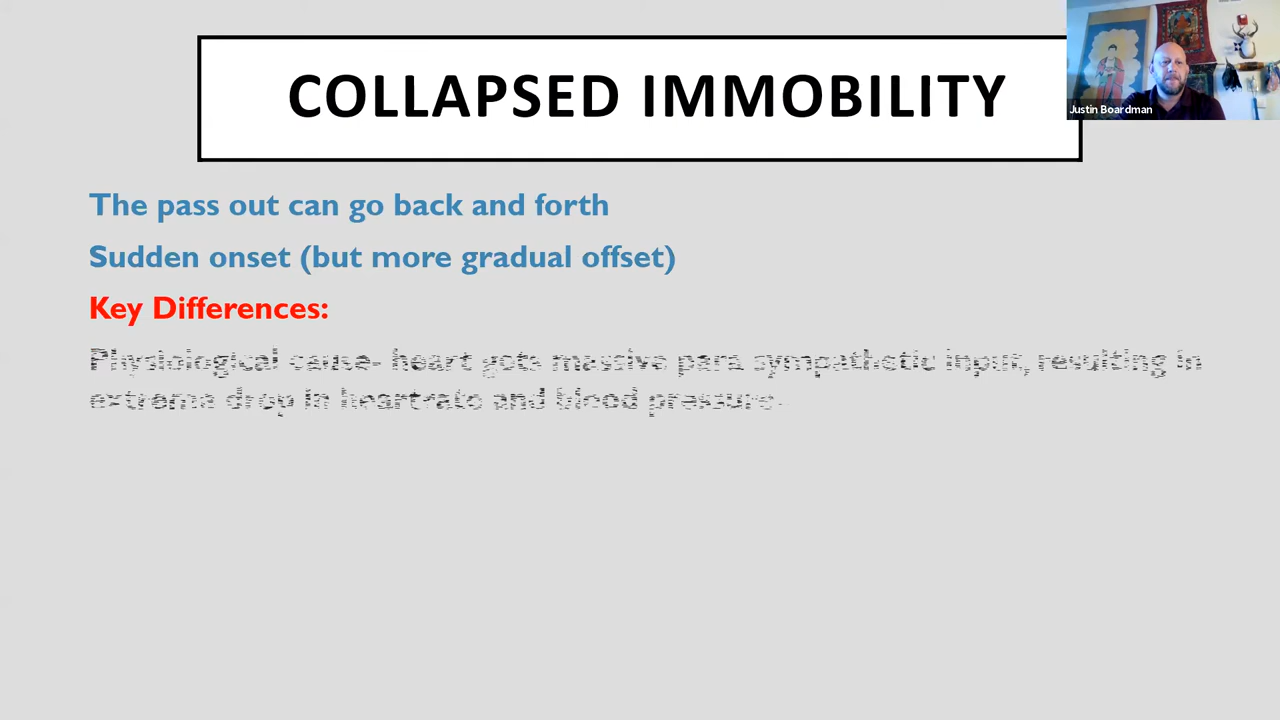 COLLAPSED IMMOBILITY
Justin Boardman
The pass out can go back and forth
Sudden onset (but more gradual offset)
Key Differences:
Physiological cause- heart gets massive para sympathetic input, resulting in
extreme drop in heartrate and blood pressure.